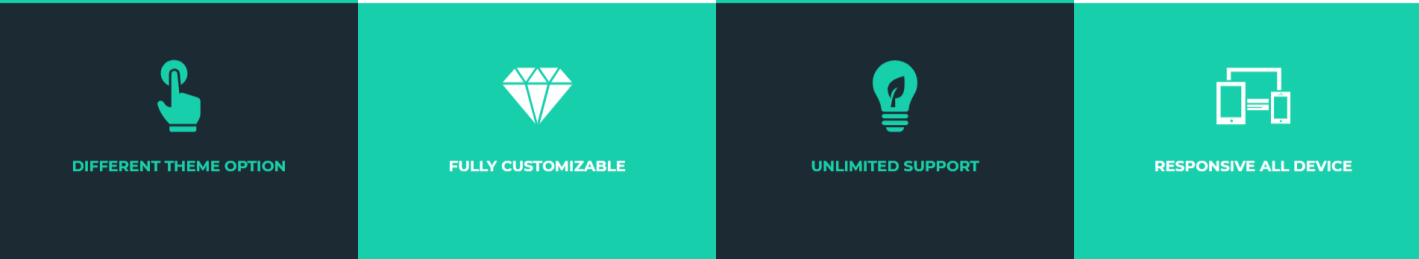 DIFFERENT THEME OPTION
FULLY CUSTOMIZABLE
UNLIMITED SUPPORT
RESPONSIVE ALL DEVICE